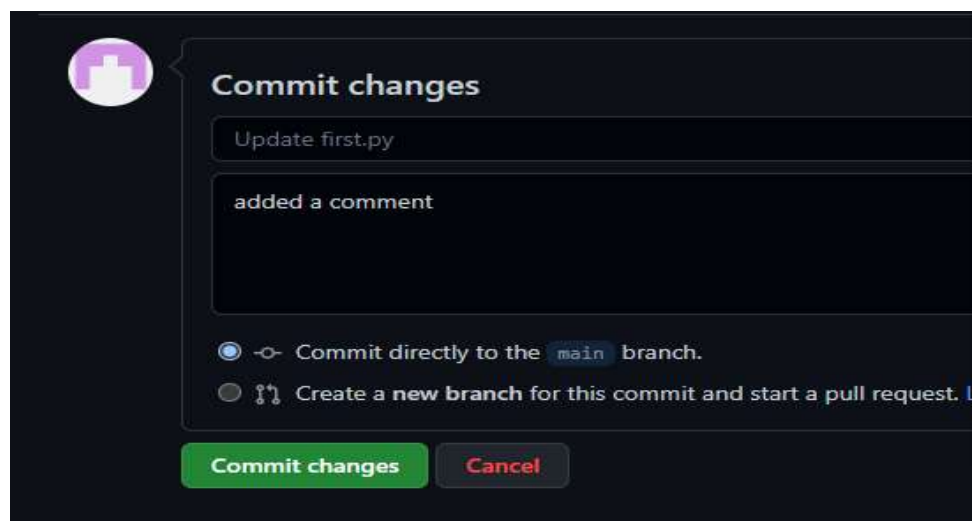 Commit changes
Update first.py
added a comment
Commit directly to the main branch.
Create a new branch for this commit and start a pull request.
Commit changes
Cancel